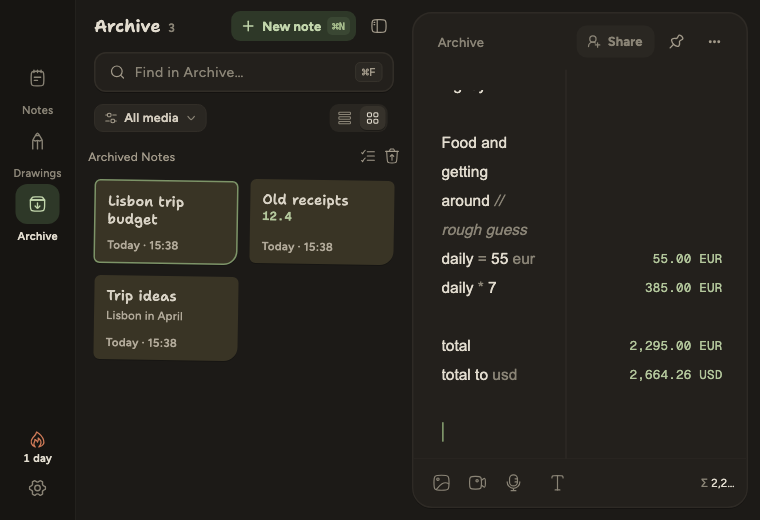 Archive 3
+ New note ⌘N
Find in Archive... ⌘F
All media
Archived Notes
Lisbon trip
budget
Today · 15:38
Old receipts
12.4
Today · 15:38
Trip ideas
Lisbon in April
Today · 15:38
Notes
Drawings
Archive
1 day
Archive
Share
Food and
getting
around //
rough guess
daily = 55 eur 55.00 EUR
daily * 7 385.00 EUR
total 2,295.00 EUR
total to usd 2,664.26 USD
Σ 2,2...